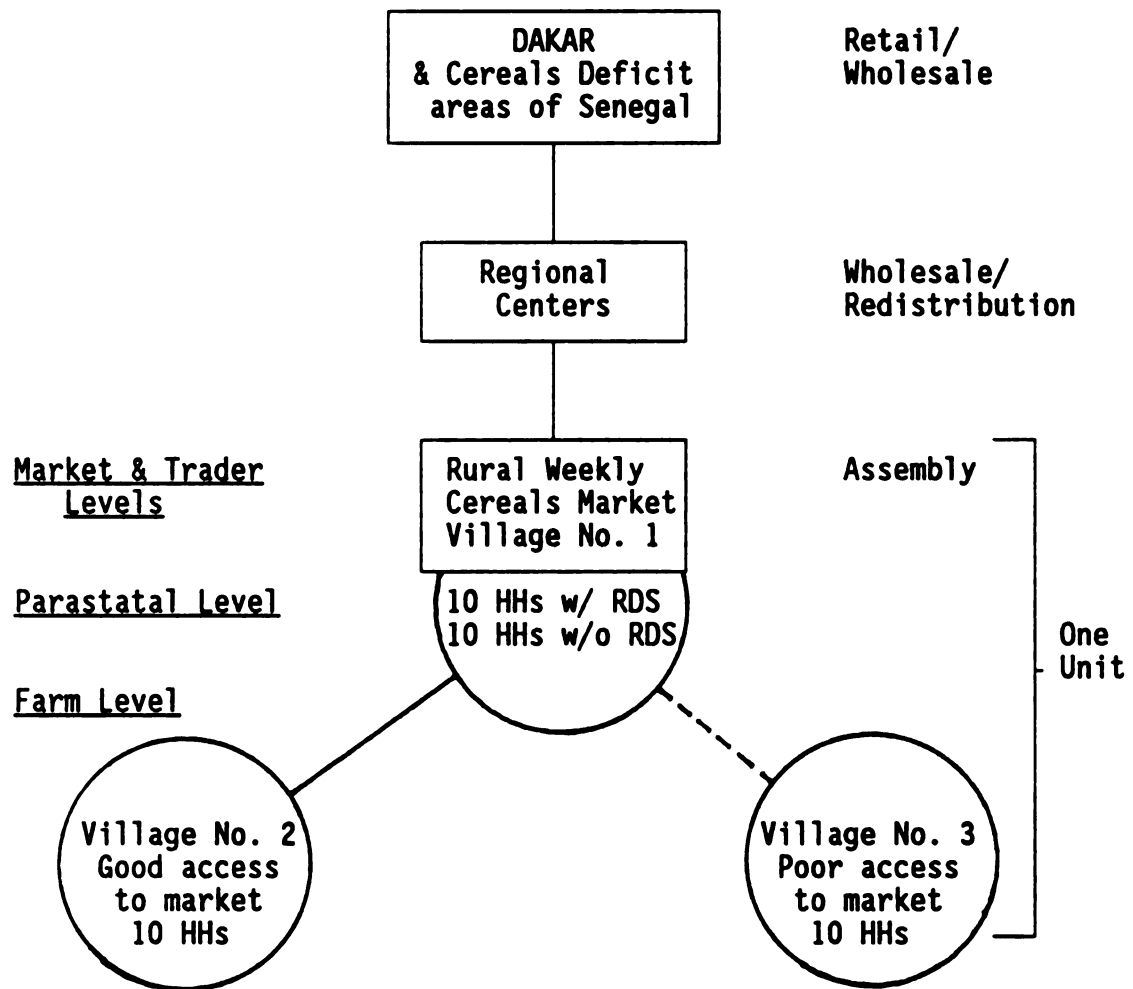 DAKAR
& Cereals Deficit
areas of Senegal
Retail/
Wholesale
Regional
Centers
Wholesale/
Redistribution
Market & Trader
Levels
Rural Weekly
Cereals Market
Village No. 1
Assembly
Parastatal Level
10 HHs w/ RDS
10 HHs w/o RDS
One
Unit
Farm Level
Village No. 2
Good access
to market
10 HHs
Village No. 3
Poor access
to market
10 HHs